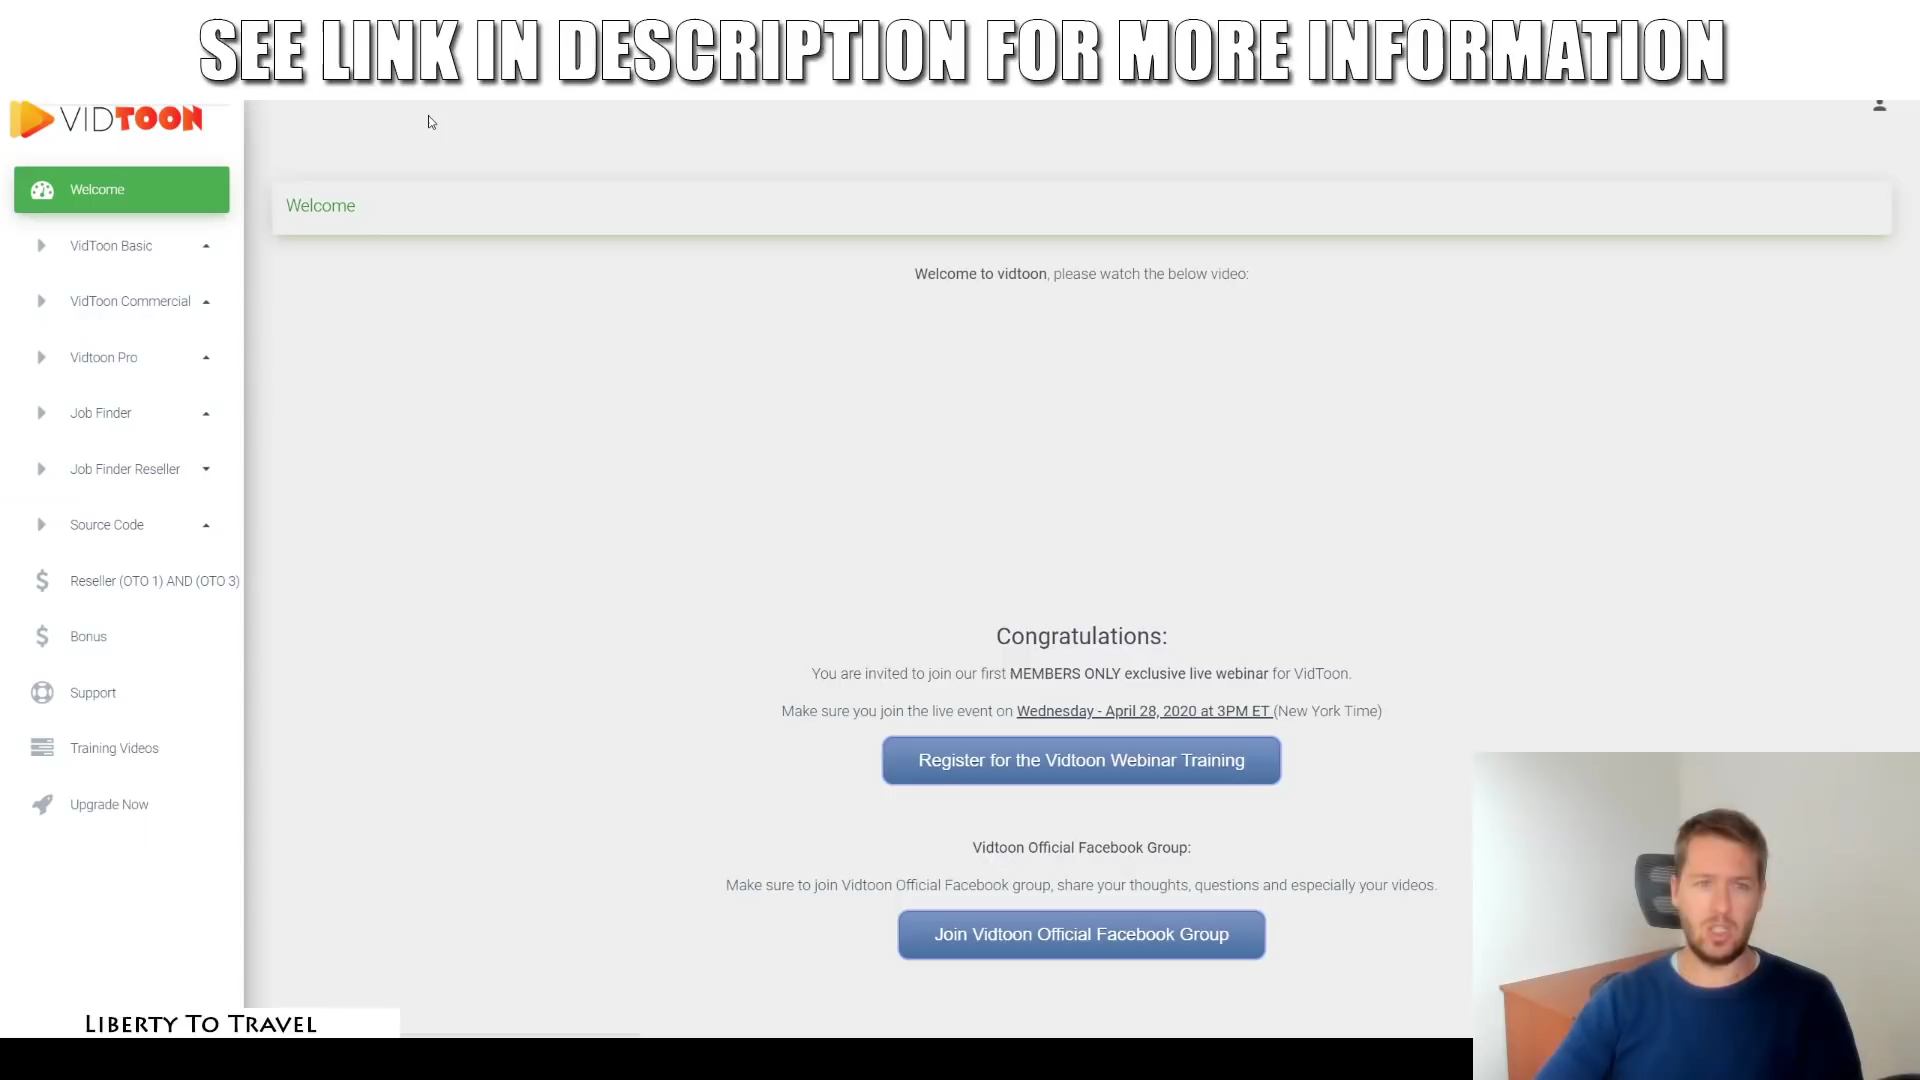 SEE LINK IN DESCRIPTION FOR MORE INFORMATION
VIDTOON
Welcome
VidToon Basic
VidToon Commercial
Vidtoon Pro
Job Finder
Job Finder Reseller
Source Code
Reseller (OTO 1) AND (OTO 3)
Bonus
Support
Training Videos
Upgrade Now
Welcome
Welcome to vidtoon, please watch the below video:
Congratulations:
You are invited to join our first MEMBERS ONLY exclusive live webinar for VidToon.
Make sure you join the live event on Wednesday - April 28, 2020 at 3PM ET (New York Time)
Register for the Vidtoon Webinar Training
Vidtoon Official Facebook Group:
Make sure to join Vidtoon Official Facebook group, share your thoughts, questions and especially your videos.
Join Vidtoon Official Facebook Group
LIBERTY TO TRAVEL